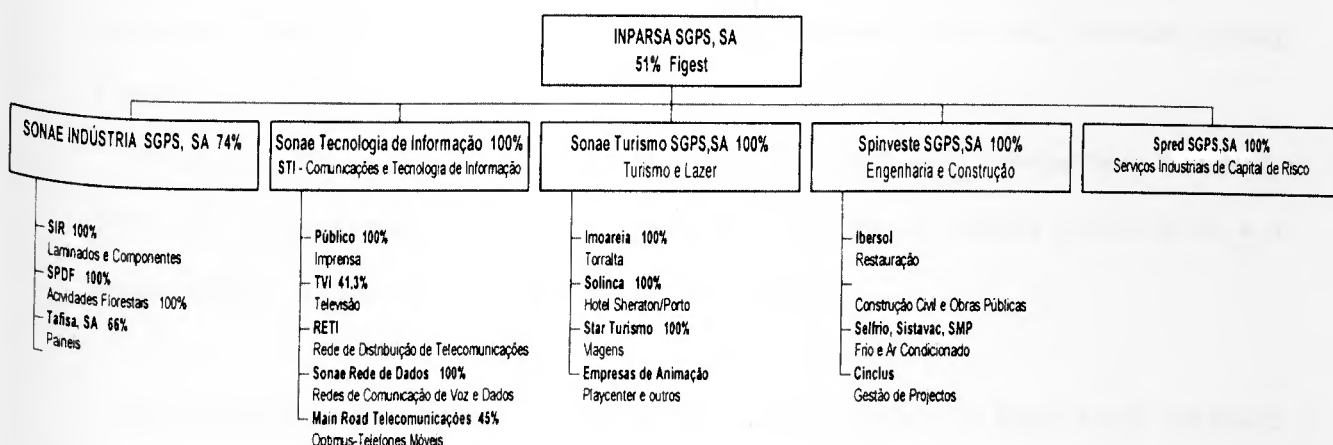 INPARSA SGPS, SA
51% Figest
SONAE INDÚSTRIA SGPS, SA 74%
SIR 100%
Laminados e Componentes
SPDF 100%
Actividades Florestais 100%
Tafisa, SA 66%
Paineis
Sonae Tecnologia de Informação 100%
STI - Comunicações e Tecnologia de Informação
Público 100%
Imprensa
TVI 41,3%
Televisão
RETI
Rede de Distribuição de Telecomunicações
Sonae Rede de Dados 100%
Redes de Comunicação de Voz e Dados
Main Road Telecomunicações 45%
Optimus-Telefones Móveis
Sonae Turismo SGPS,SA 100%
Turismo e Lazer
Imoareia 100%
Torralta
Solinca 100%
Hotel Sheraton/Porto
Star Turismo 100%
Viagens
Empresas de Animação
Playcenter e outros
Spinveste SGPS,SA 100%
Engenharia e Construção
Ibersol
Restauração
Construção Civil e Obras Públicas
Selfrio, Sistavac, SMP
Frio e Ar Condicionado
Cinclus
Gestão de Projectos
Spred SGPS,SA 100%
Serviços Industriais de Capital de Risco